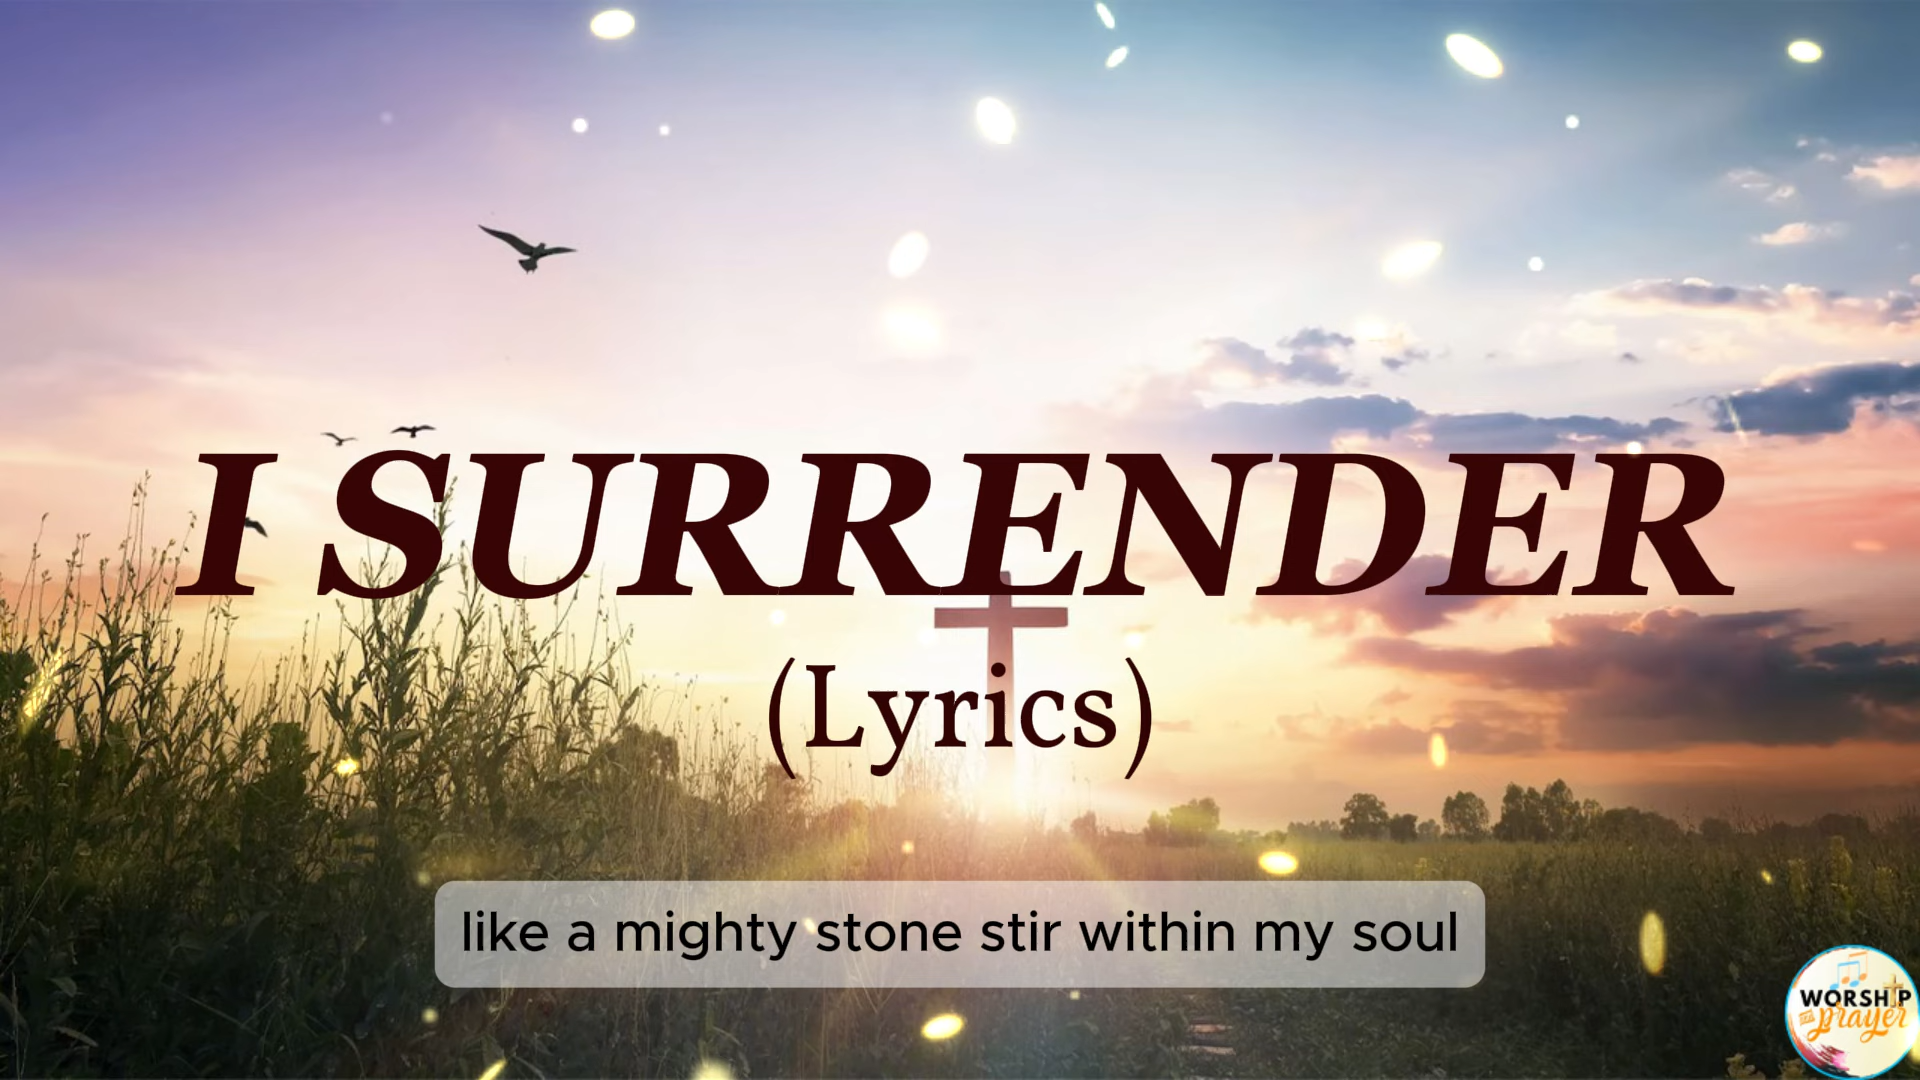 I SURRENDER
(Lyrics)
like a mighty stone stir within my soul
WORSHIP
prayer